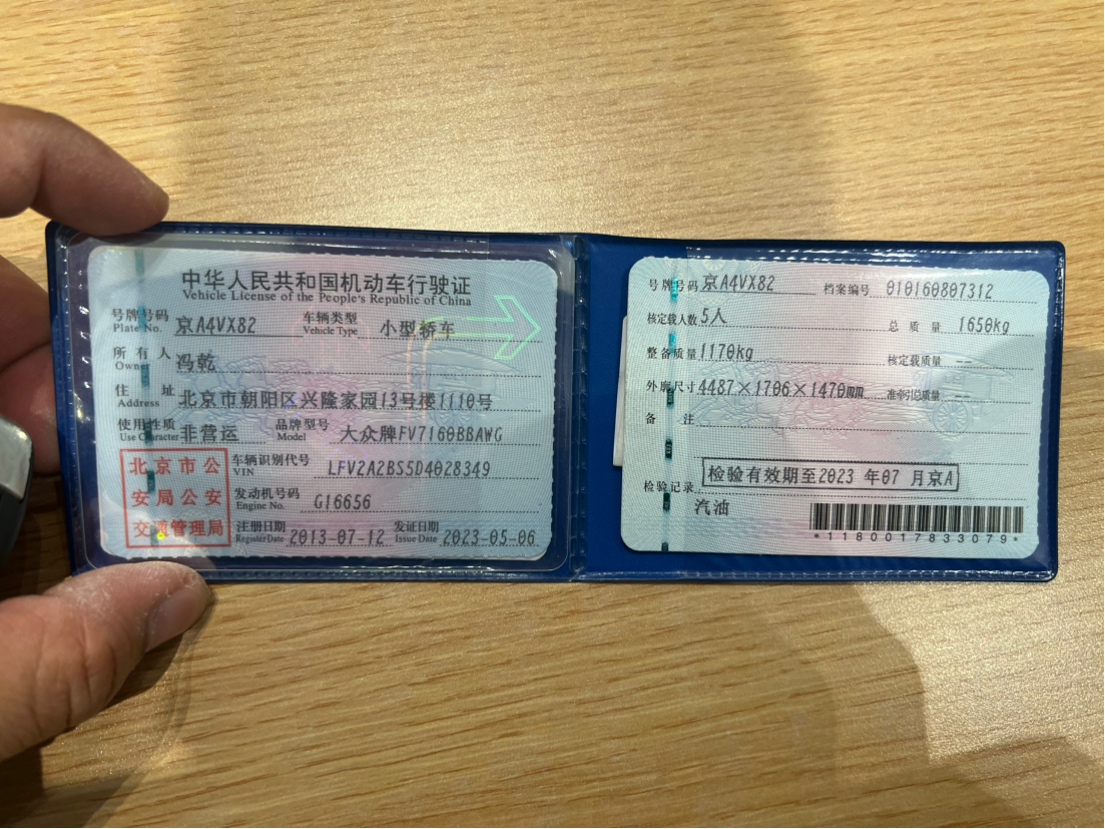 中华人民共和国机动车行驶证
Vehicle License of the People's Republic of China
号牌号码 Plate No. 京A4VX82 车辆类型 Vehicle Type 小型轿车
所有人 Owner 冯乾
住址 Address 北京市朝阳区兴隆家园13号楼1110号
使用性质 Use Character 非营运 品牌型号 Model 大众牌FV7160BBAWG
北京市公
安局公安
交通管理局
车辆识别代号 VIN LFV2A2BS5D4028349
发动机号码 Engine No. G16656
注册日期 Register Date 2013-07-12 发证日期 Issue Date 2023-05-06
号牌号码 京A4VX82 档案编号 010160807312
核定载人数 5人 总质量 1650kg
整备质量 1170kg 核定载质量 --
外廓尺寸 4487×1706×1470mm 准牵引总质量 --
备注
检验记录 检验有效期至2023 年07 月京A
汽油
*1180017833079*